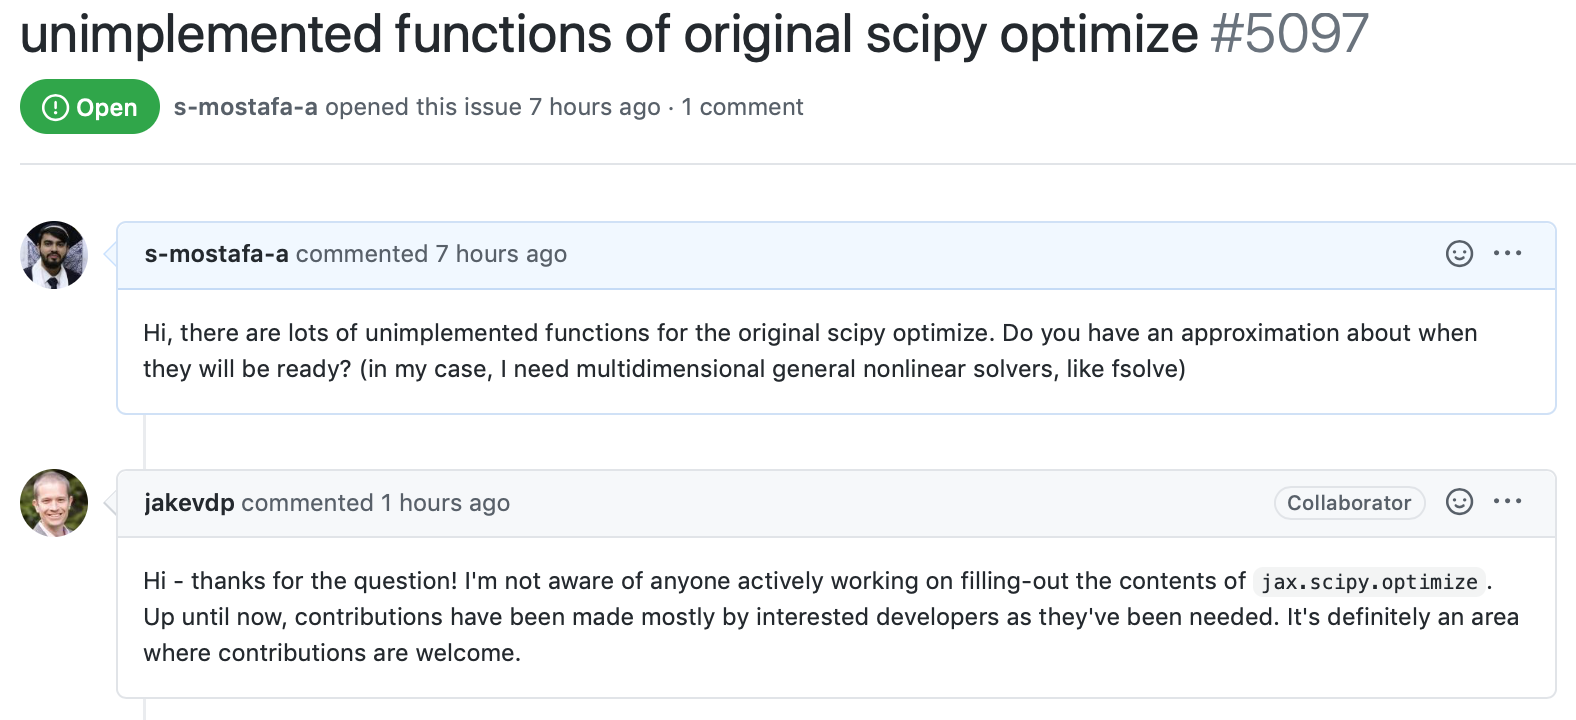 unimplemented functions of original scipy optimize #5097
Open s-mostafa-a opened this issue 7 hours ago · 1 comment
s-mostafa-a commented 7 hours ago
Hi, there are lots of unimplemented functions for the original scipy optimize. Do you have an approximation about when
they will be ready? (in my case, I need multidimensional general nonlinear solvers, like fsolve)
jakevdp commented 1 hours ago Collaborator
Hi - thanks for the question! I'm not aware of anyone actively working on filling-out the contents of jax.scipy.optimize.
Up until now, contributions have been made mostly by interested developers as they've been needed. It's definitely an area
where contributions are welcome.